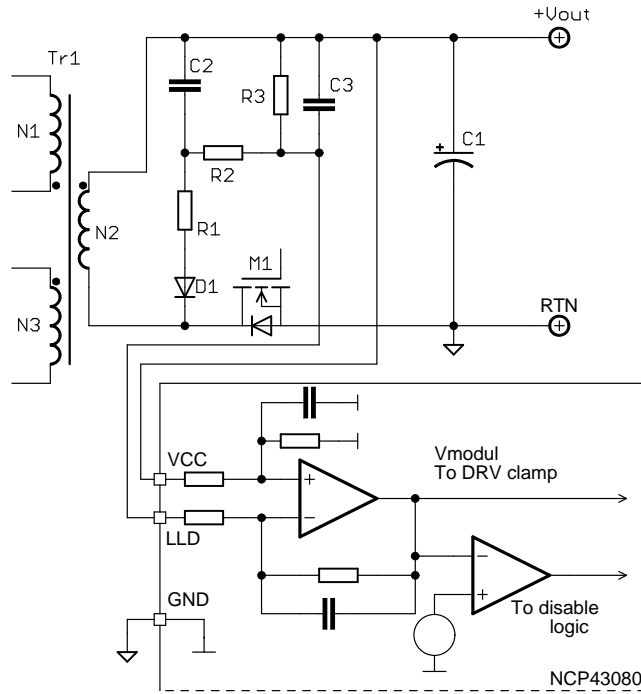 +Vout
Tr1
C2
R3
C3
N1
C1
R2
R1
N2
M1
D1
RTN
N3
VCC
Vmodul
To DRV clamp
LLD
GND
To disable
logic
NCP43080